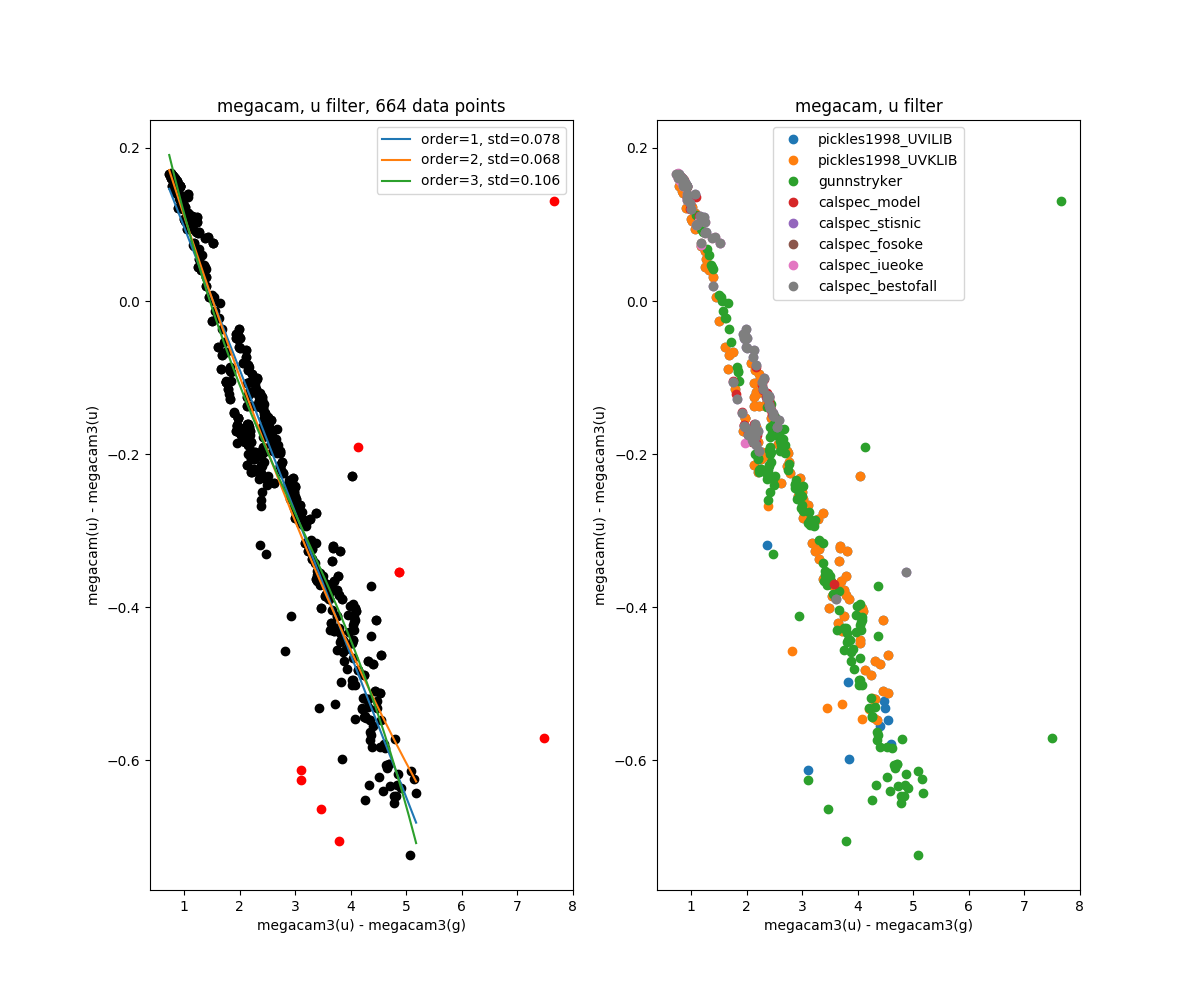 megacam, u filter, 664 data points
order=1, std=0.078
order=2, std=0.068
order=3, std=0.106
0.2
0.0
−0.2
−0.4
−0.6
megacam(u) - megacam3(u)
1 2 3 4 5 6 7 8
megacam3(u) - megacam3(g)
megacam, u filter
pickles1998_UVILIB
pickles1998_UVKLIB
gunnstryker
calspec_model
calspec_stisnic
calspec_fosoke
calspec_iueoke
calspec_bestofall
0.2
0.0
−0.2
−0.4
−0.6
megacam(u) - megacam3(u)
1 2 3 4 5 6 7 8
megacam3(u) - megacam3(g)